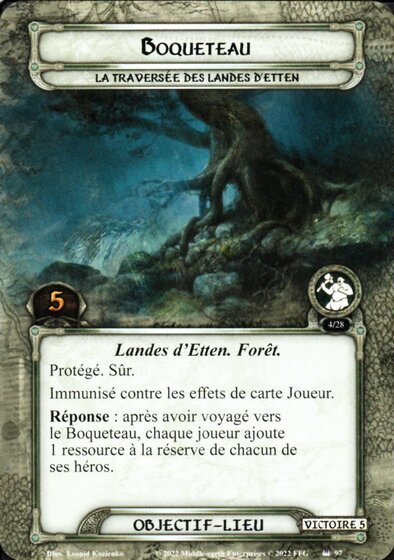 Boqueteau
La Traversée des Landes d'Etten
5
4/28
Landes d'Etten. Forêt.
Protégé. Sûr.
Immunisé contre les effets de carte Joueur.
Réponse : après avoir voyagé vers
le Boqueteau, chaque joueur ajoute
1 ressource à la réserve de chacun de
ses héros.
Objectif-Lieu
Victoire 5
Illus. Leonid Kozienko
© 2022 Middle-earth Enterprises © 2022 FFG
97